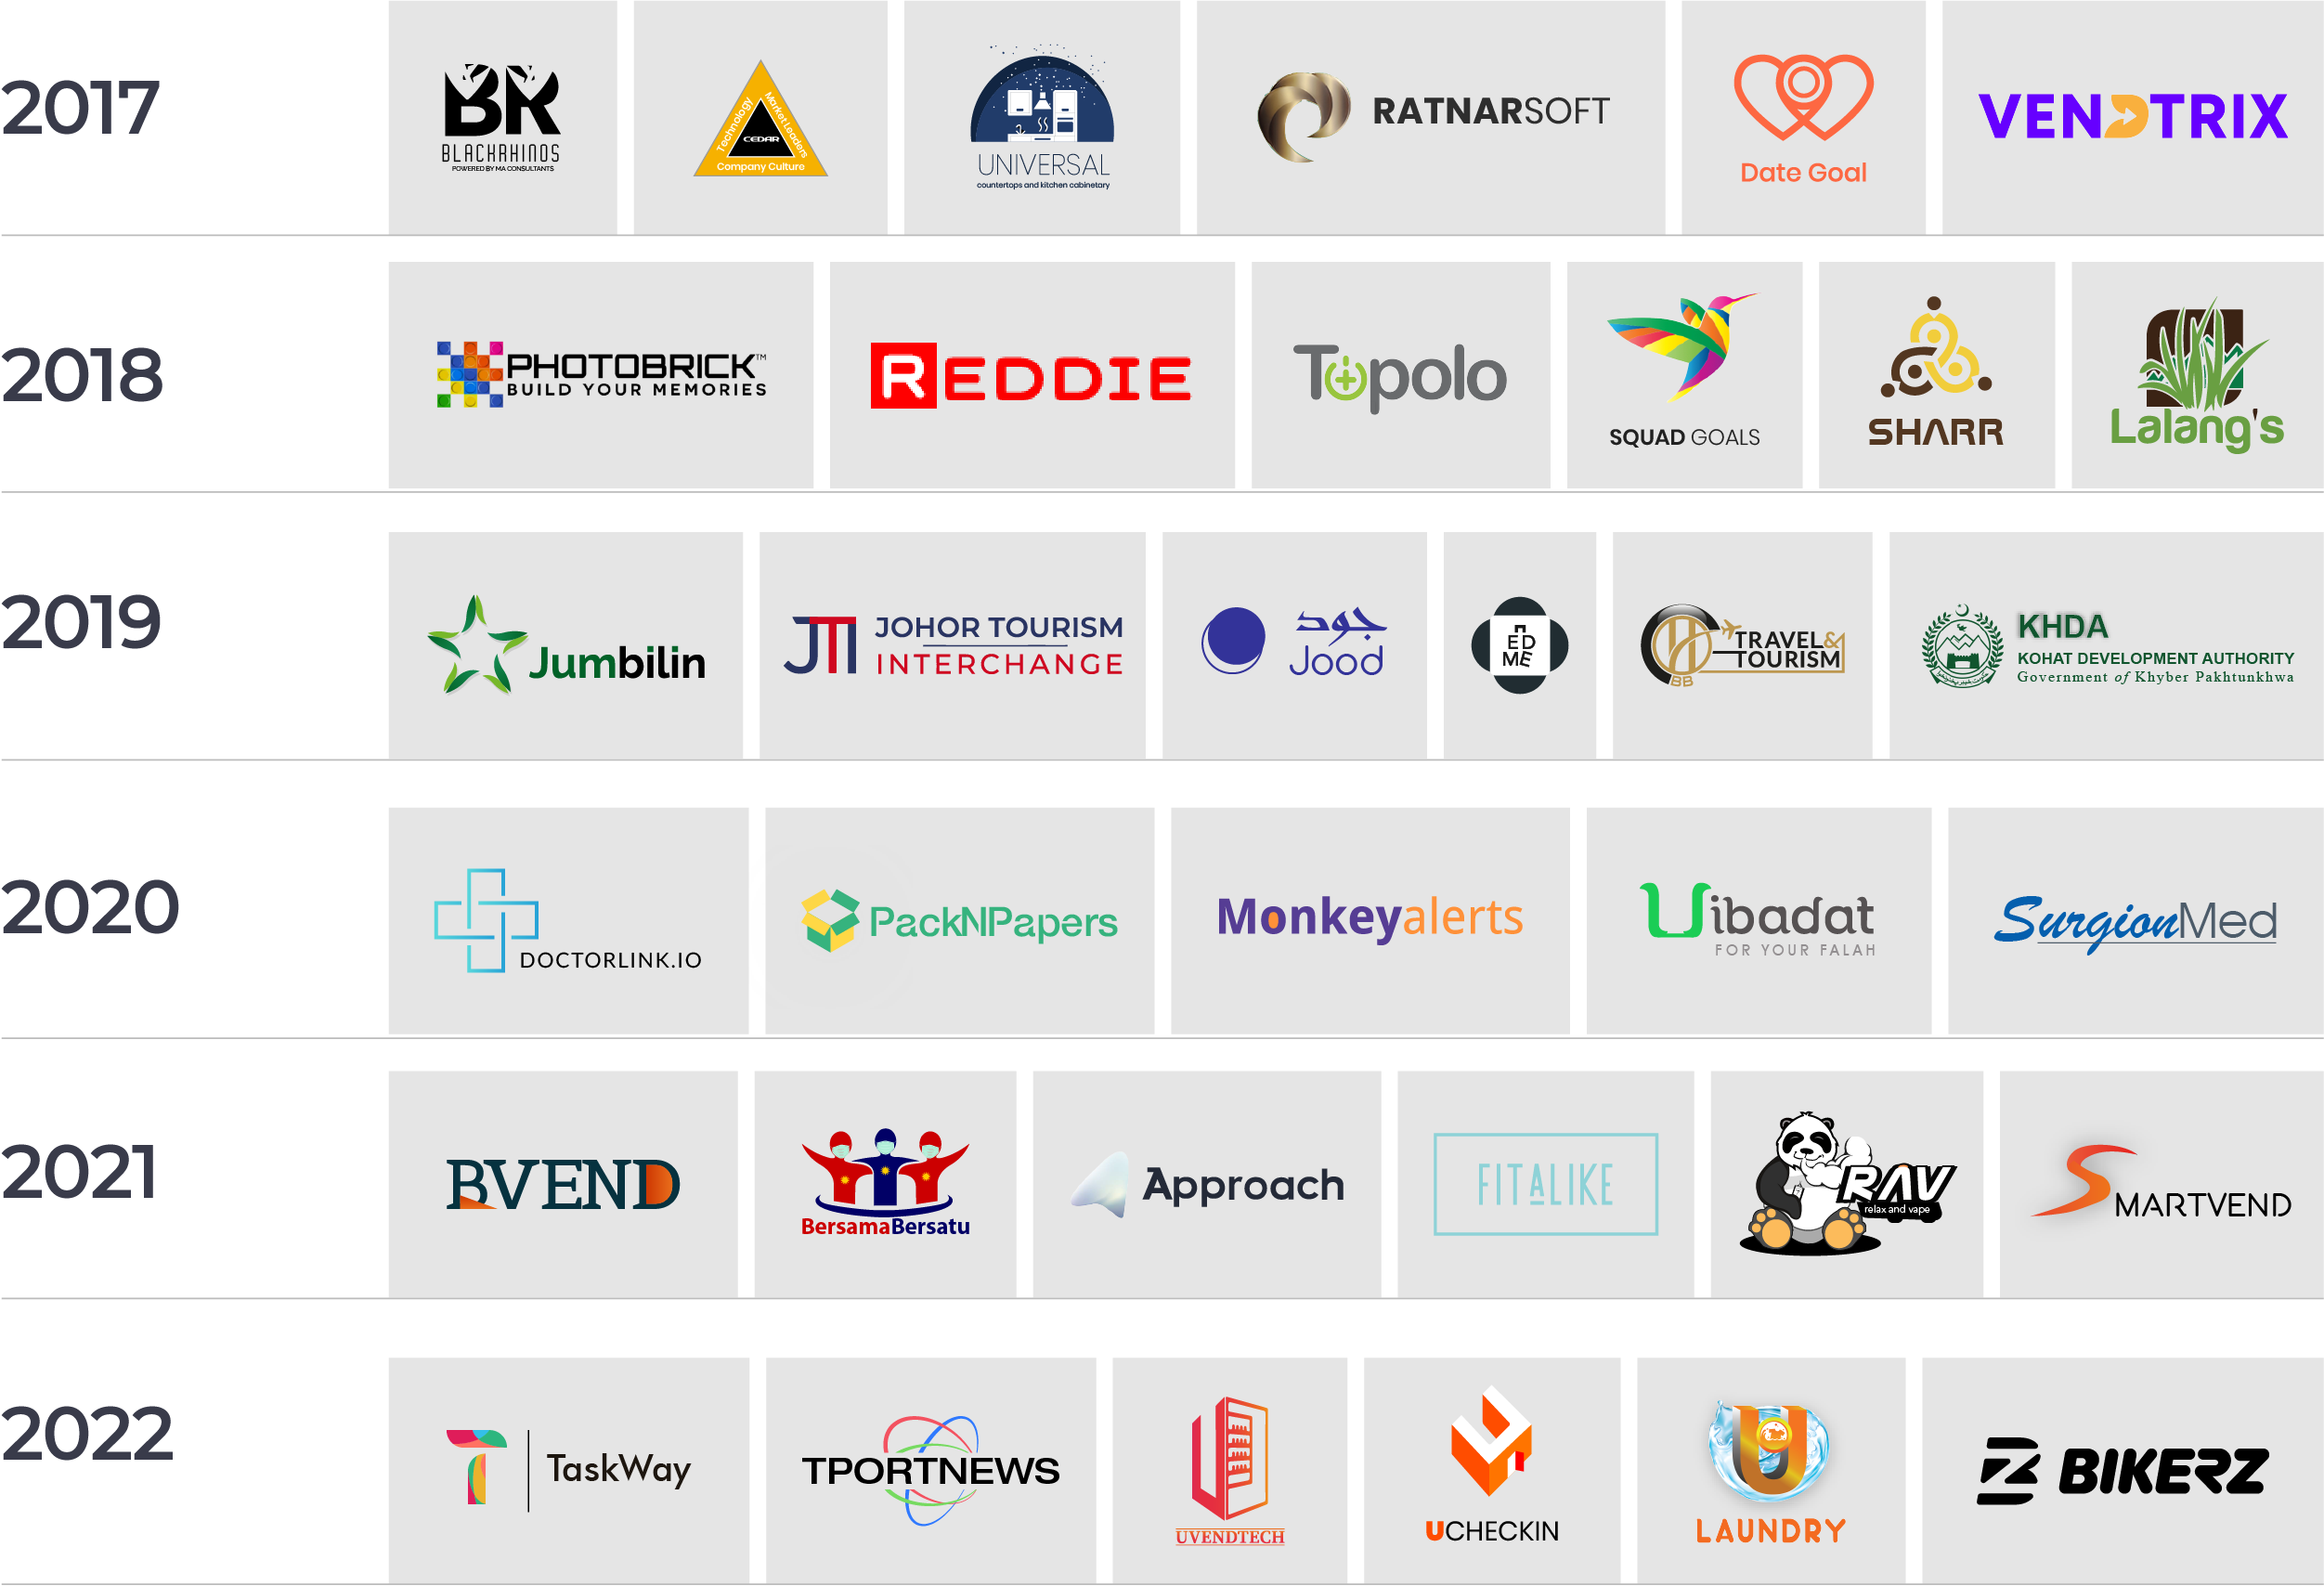 2017
BR
BLACKRHINOS
POWERED BY MA CONSULTANTS
Technology
Market Leaders
CEDAR
Company Culture
UNIVERSAL
countertops and kitchen cabinetary
RATNARSOFT
Date Goal
VENDTRIX
2018
PHOTOBRICK™
BUILD YOUR MEMORIES
REDDIE
Topolo
SQUAD GOALS
SHARR
Lalang's
2019
Jumbilin
JTI
JOHOR TOURISM
INTERCHANGE
جود
Jood
ED
ME
BB
TRAVEL&
TOURISM
KHDA
KOHAT DEVELOPMENT AUTHORITY
Government of Khyber Pakhtunkhwa
2020
DOCTORLINK.IO
PackNPapers
Monkeyalerts
Uibadat
FOR YOUR FALAH
SurgionMed
2021
BVEND
BersamaBersatu
Approach
FITALIKE
RAV
relax and vape
SMARTVEND
2022
TaskWay
TPORTNEWS
UVENDTECH
UCHECKIN
U
LAUNDRY
BIKERZ